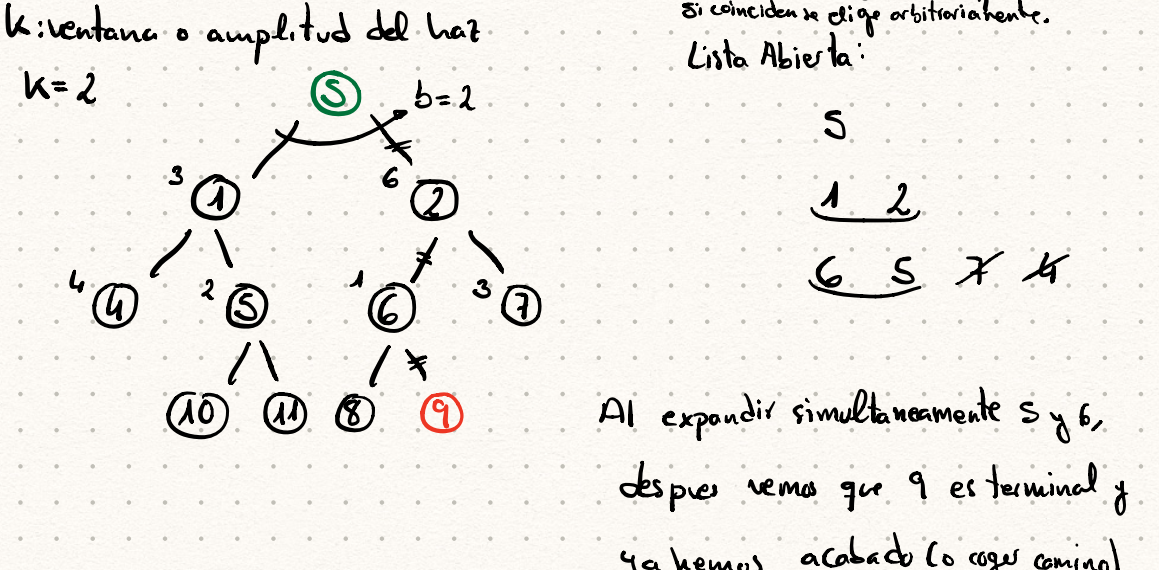 K: ventana o amplitud del haz
K=2
S
b=2
3 1
6 2
4 4
2 5
1 6
3 7
10 11 8 9
si coinciden se elige arbitrariamente.
Lista Abierta:
S
1 2
6 5 7 4
Al expandir simultaneamente 5 y 6,
despues vemos que 9 es terminal y
ya hemos acabado (o coger camino)